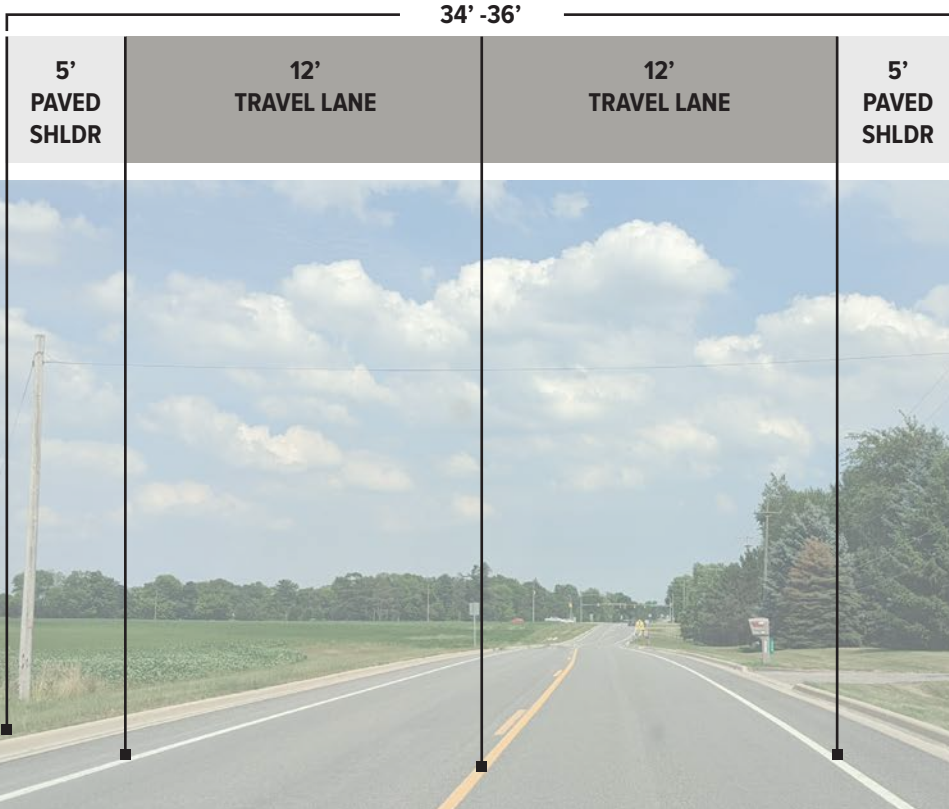 34’ -36’
5’
PAVED
SHLDR
12’
TRAVEL LANE
12’
TRAVEL LANE
5’
PAVED
SHLDR